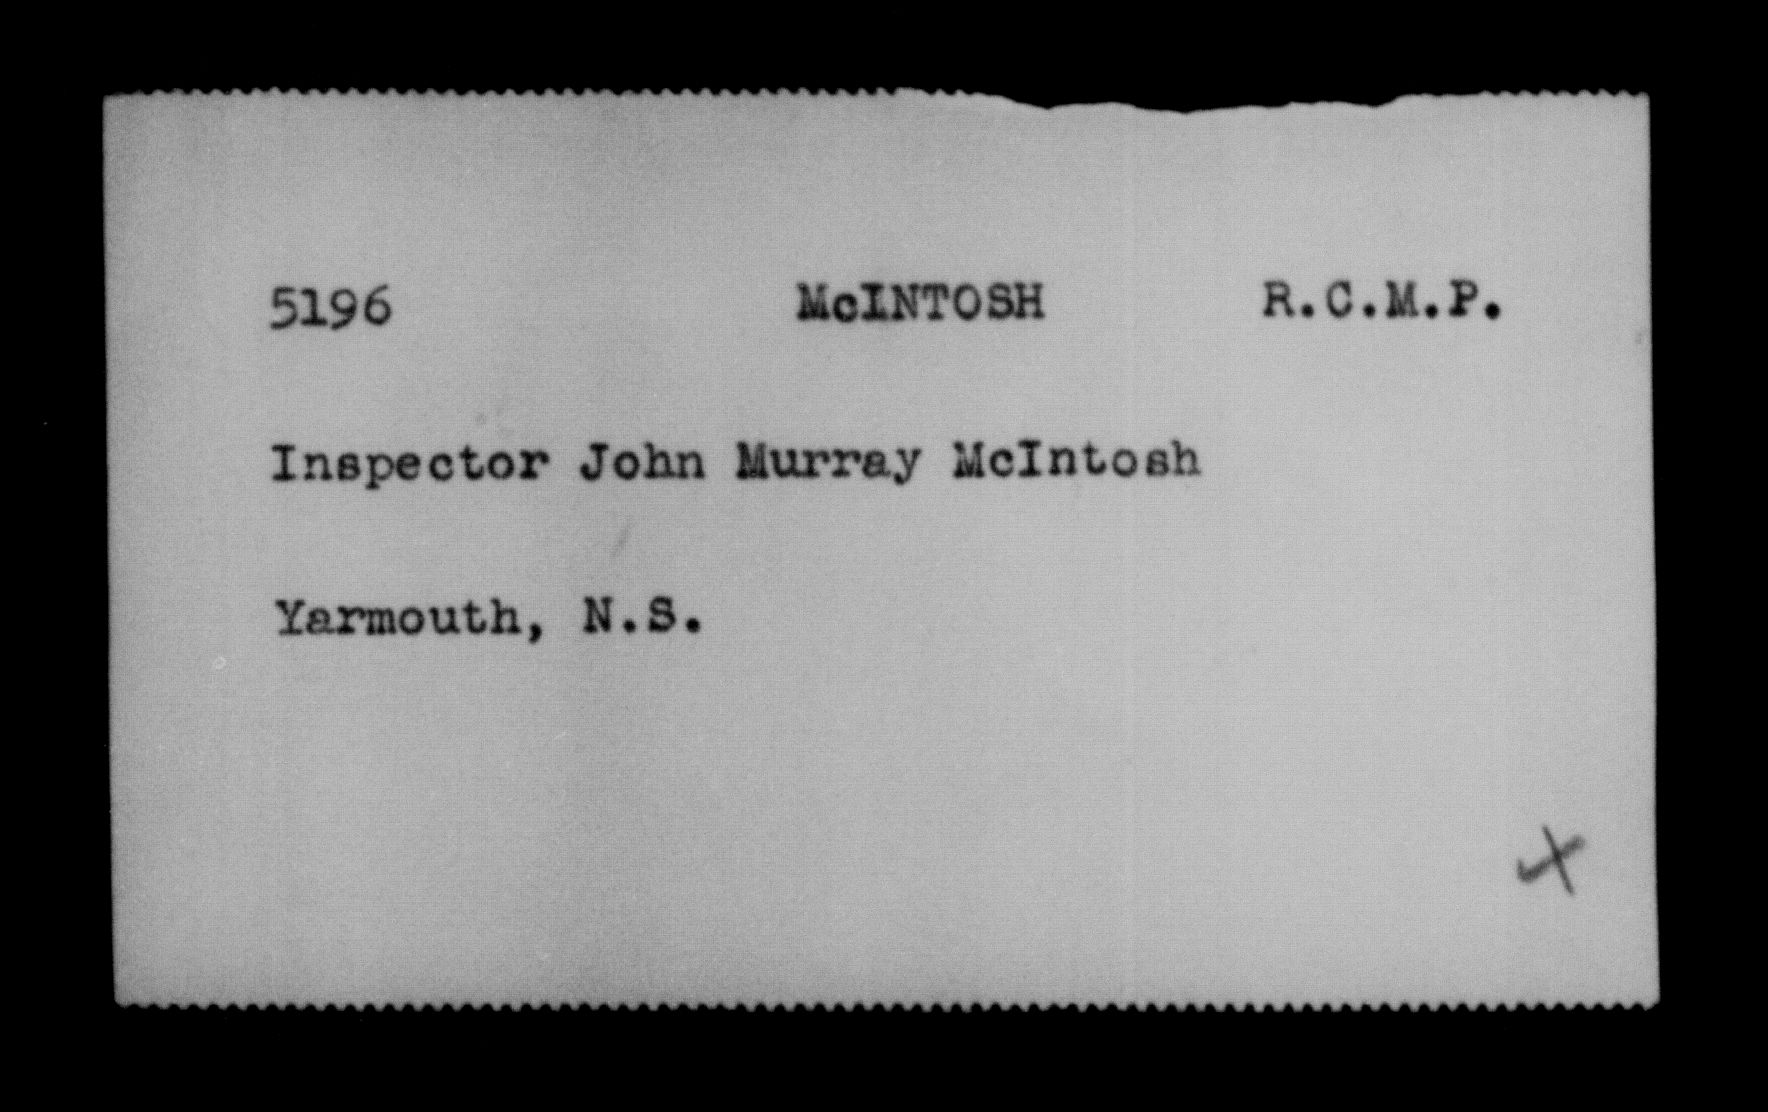 5196 McINTOSH R.C.M.P.
Inspector John Murray McIntosh
Yarmouth, N.S.